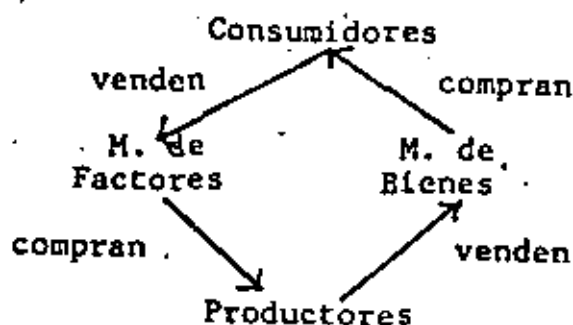 Consumidores
venden
compran
M. de
Factores
M. de
Bienes
compran
venden
Productores